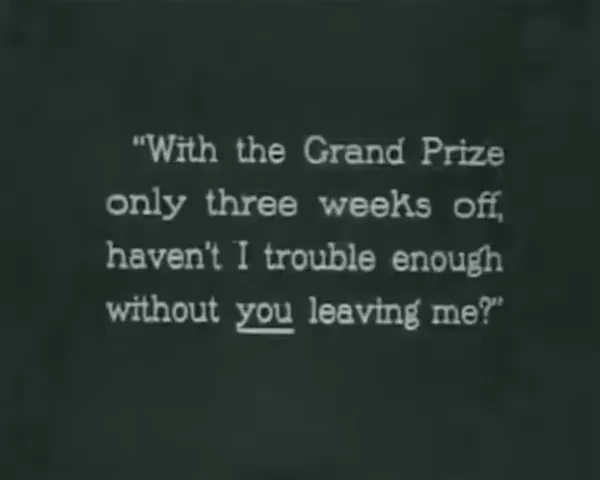 "With the Grand Prize
only three weeks off,
haven't I trouble enough
without you leaving me?"